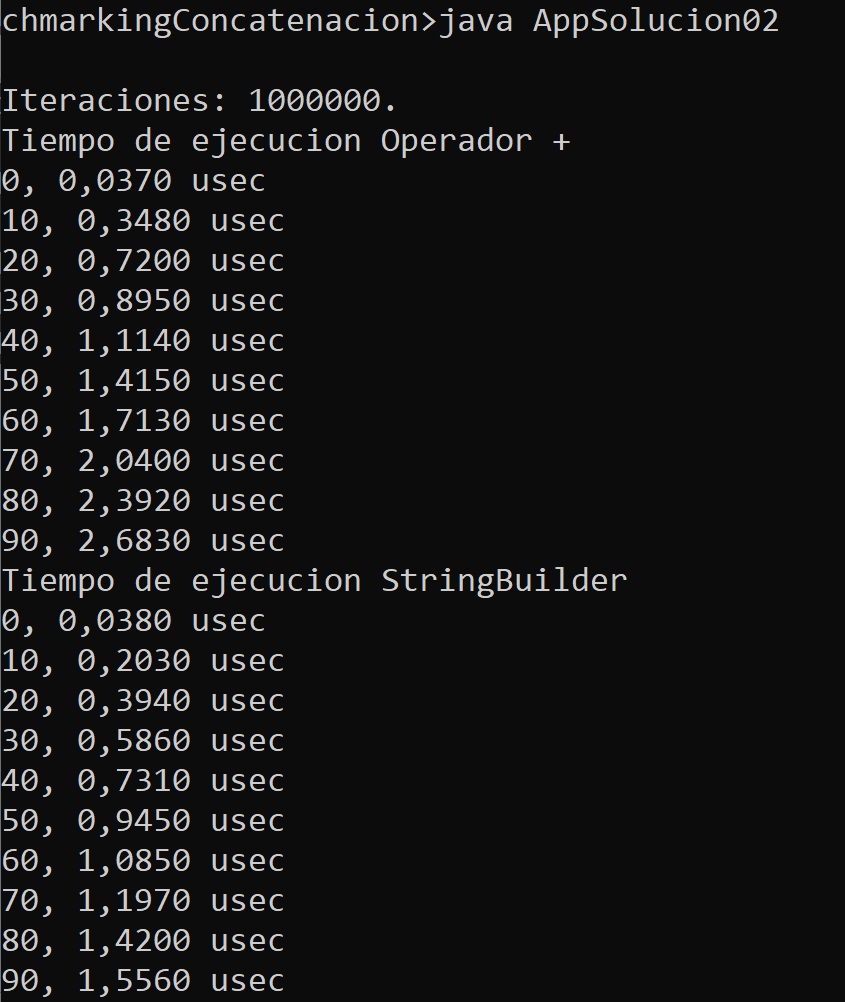 chmarkingConcatenacion>java AppSolucion02
Iteraciones: 1000000.
Tiempo de ejecucion Operador +
0, 0,0370 usec
10, 0,3480 usec
20, 0,7200 usec
30, 0,8950 usec
40, 1,1140 usec
50, 1,4150 usec
60, 1,7130 usec
70, 2,0400 usec
80, 2,3920 usec
90, 2,6830 usec
Tiempo de ejecucion StringBuilder
0, 0,0380 usec
10, 0,2030 usec
20, 0,3940 usec
30, 0,5860 usec
40, 0,7310 usec
50, 0,9450 usec
60, 1,0850 usec
70, 1,1970 usec
80, 1,4200 usec
90, 1,5560 usec